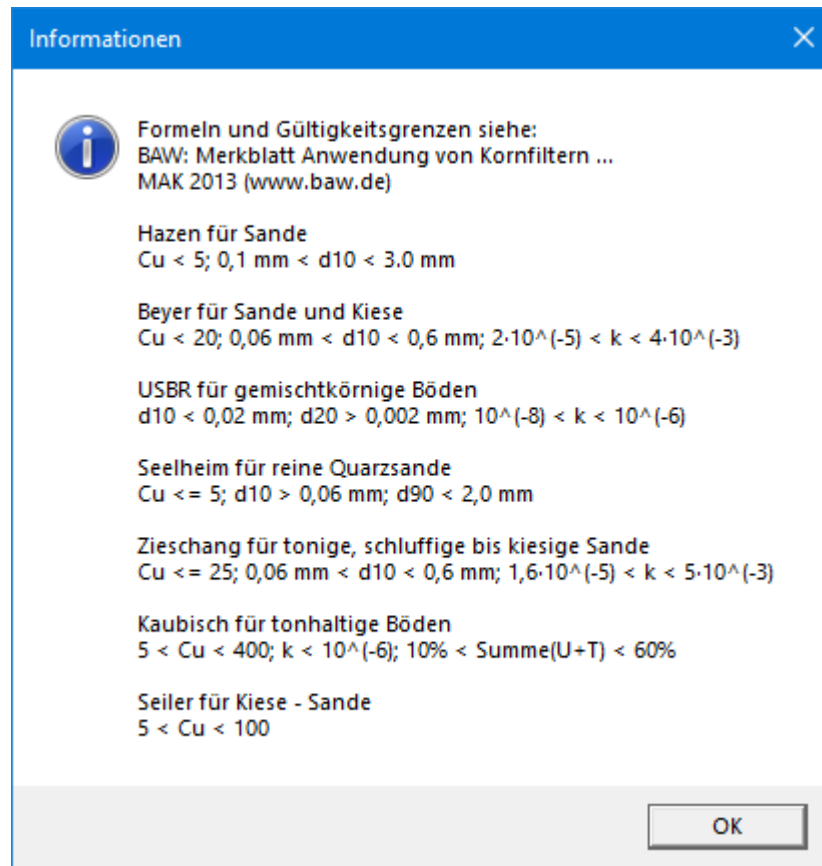 Informationen
Formeln und Gültigkeitsgrenzen siehe:
BAW: Merkblatt Anwendung von Kornfiltern ...
MAK 2013 (www.baw.de)
Hazen für Sande
Cu < 5; 0,1 mm < d10 < 3.0 mm
Beyer für Sande und Kiese
Cu < 20; 0,06 mm < d10 < 0,6 mm; 2·10^(-5) < k < 4·10^(-3)
USBR für gemischtkörnige Böden
d10 < 0,02 mm; d20 > 0,002 mm; 10^(-8) < k < 10^(-6)
Seelheim für reine Quarzsande
Cu <= 5; d10 > 0,06 mm; d90 < 2,0 mm
Zieschang für tonige, schluffige bis kiesige Sande
Cu <= 25; 0,06 mm < d10 < 0,6 mm; 1,6·10^(-5) < k < 5·10^(-3)
Kaubisch für tonhaltige Böden
5 < Cu < 400; k < 10^(-6); 10% < Summe(U+T) < 60%
Seiler für Kiese - Sande
5 < Cu < 100
OK